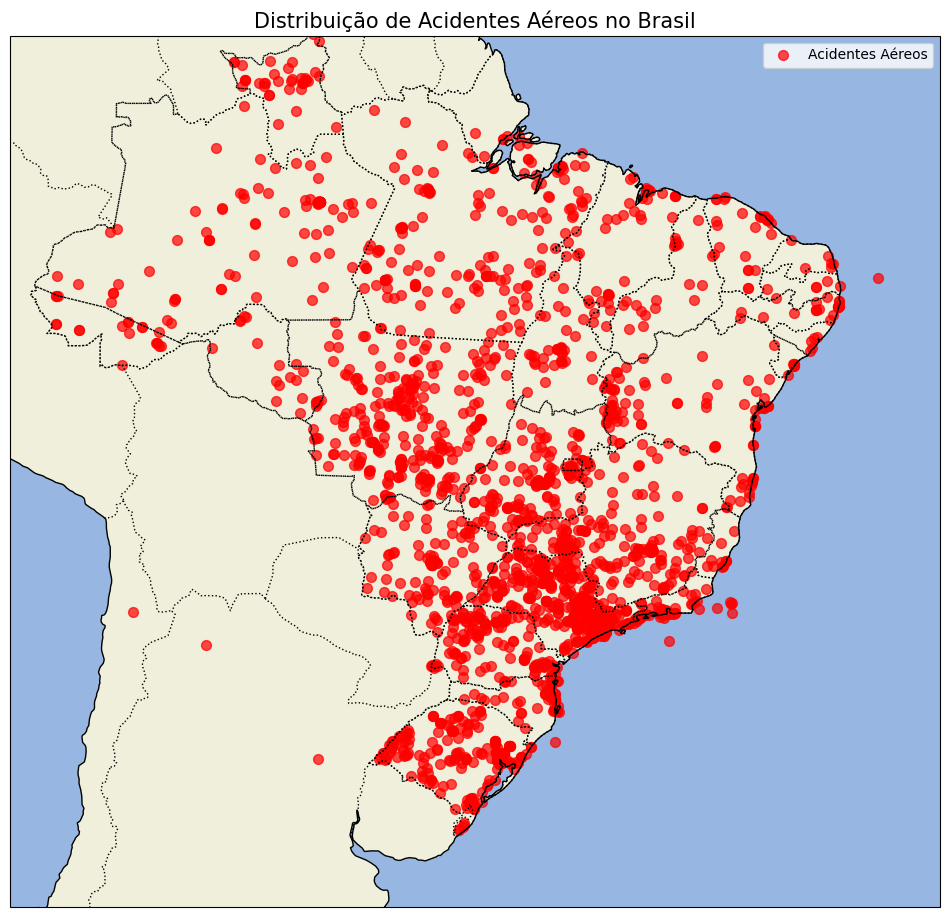 Distribuição de Acidentes Aéreos no Brasil
Acidentes Aéreos